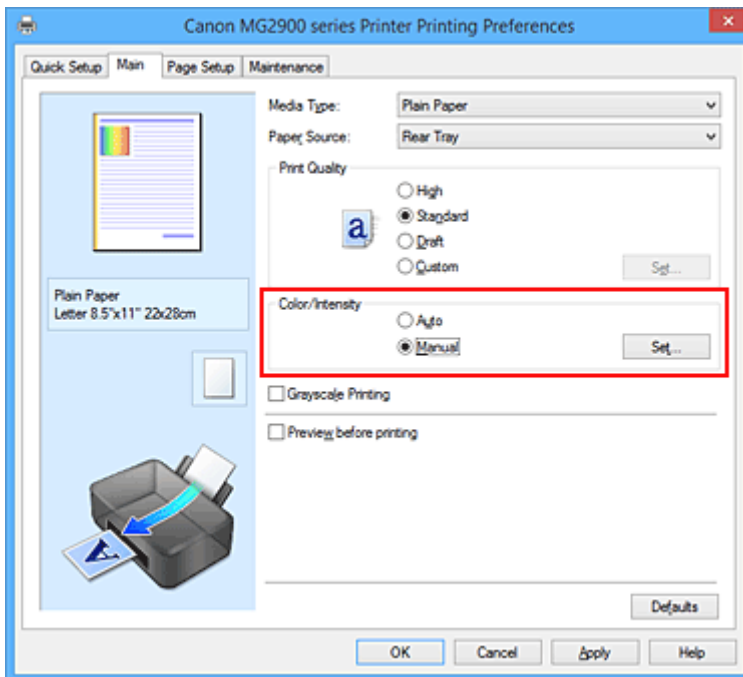 Canon MG2900 series Printer Printing Preferences
Quick Setup Main Page Setup Maintenance
Media Type: Plain Paper
Paper Source: Rear Tray
Print Quality
High
a Standard
Draft
Custom Set...
Plain Paper
Letter 8.5"x11" 22x28cm
Color/Intensity
Auto
Manual Set...
Grayscale Printing
Preview before printing
A
Defaults
OK Cancel Apply Help